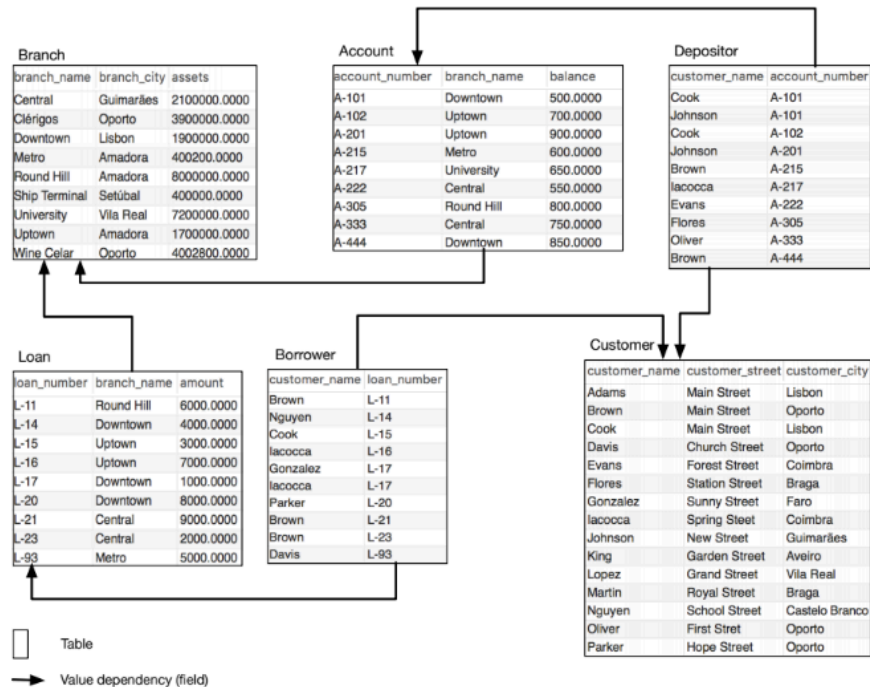 Branch
branch_name branch_city assets
Central Guimarães 2100000.0000
Clérigos Oporto 3900000.0000
Downtown Lisbon 1900000.0000
Metro Amadora 400200.0000
Round Hill Amadora 8000000.0000
Ship Terminal Setúbal 400000.0000
University Vila Real 7200000.0000
Uptown Amadora 1700000.0000
Wine Celar Oporto 4002800.0000
Account
account_number branch_name balance
A-101 Downtown 500.0000
A-102 Uptown 700.0000
A-201 Uptown 900.0000
A-215 Metro 600.0000
A-217 University 650.0000
A-222 Central 550.0000
A-305 Round Hill 800.0000
A-333 Central 750.0000
A-444 Downtown 850.0000
Depositor
customer_name account_number
Cook A-101
Johnson A-101
Cook A-102
Johnson A-201
Brown A-215
Iacocca A-217
Evans A-222
Flores A-305
Oliver A-333
Brown A-444
Loan
loan_number branch_name amount
L-11 Round Hill 6000.0000
L-14 Downtown 4000.0000
L-15 Uptown 3000.0000
L-16 Uptown 7000.0000
L-17 Downtown 1000.0000
L-20 Downtown 8000.0000
L-21 Central 9000.0000
L-23 Central 2000.0000
L-93 Metro 5000.0000
Borrower
customer_name loan_number
Brown L-11
Nguyen L-14
Cook L-15
Iacocca L-16
Gonzalez L-17
Iacocca L-17
Parker L-20
Brown L-21
Brown L-23
Davis L-93
Customer
customer_name customer_street customer_city
Adams Main Street Lisbon
Brown Main Street Oporto
Cook Main Street Lisbon
Davis Church Street Oporto
Evans Forest Street Coimbra
Flores Station Street Braga
Gonzalez Sunny Street Faro
Iacocca Spring Steet Coimbra
Johnson New Street Guimarães
King Garden Street Aveiro
Lopez Grand Street Vila Real
Martin Royal Street Braga
Nguyen School Street Castelo Branco
Oliver First Stret Oporto
Parker Hope Street Oporto
Table
Value dependency (field)